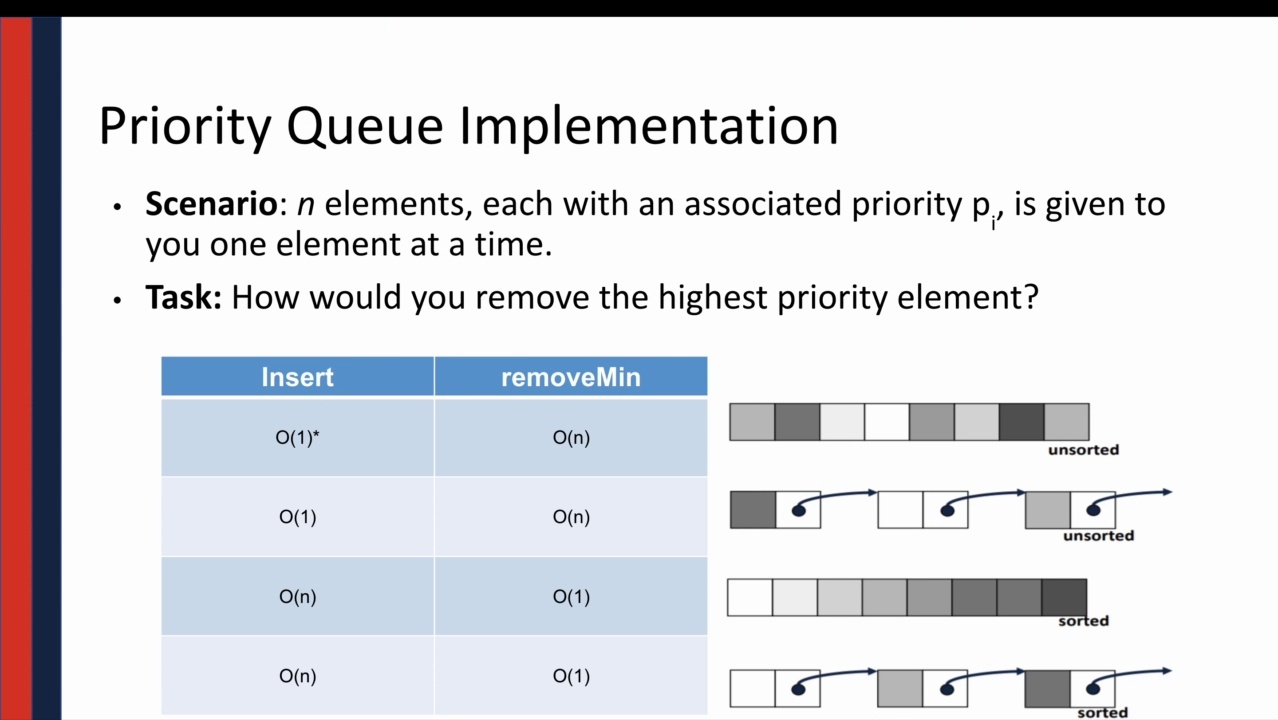 Priority Queue Implementation
• Scenario: n elements, each with an associated priority pi, is given to
you one element at a time.
• Task: How would you remove the highest priority element?
Insert removeMin
O(1)* O(n)
unsorted
O(1) O(n)
unsorted
O(n) O(1)
sorted
O(n) O(1)
sorted